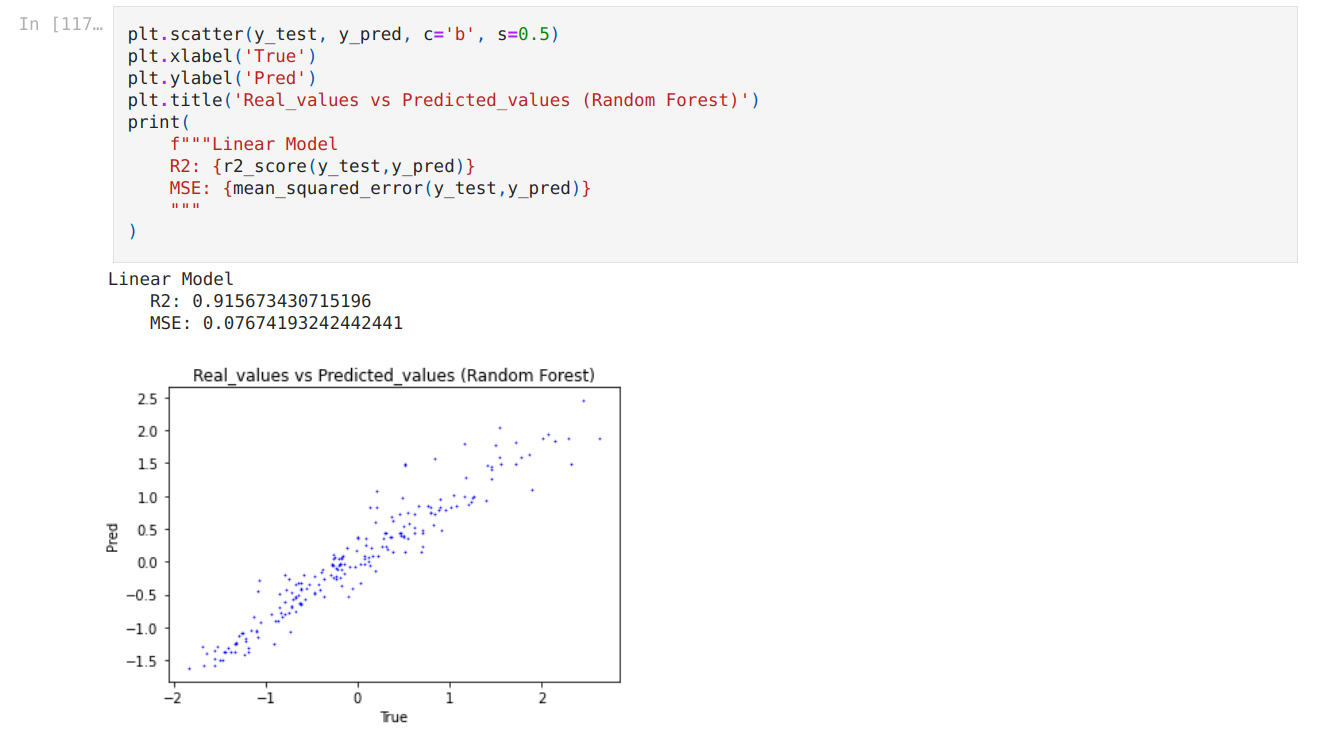 In [117…
plt.scatter(y_test, y_pred, c='b', s=0.5)
plt.xlabel('True')
plt.ylabel('Pred')
plt.title('Real_values vs Predicted_values (Random Forest)')
print(
    f"""Linear Model
    R2: {r2_score(y_test,y_pred)}
    MSE: {mean_squared_error(y_test,y_pred)}
    """
)
Linear Model
    R2: 0.915673430715196
    MSE: 0.07674193242442441
Real_values vs Predicted_values (Random Forest)
2.5
2.0
1.5
1.0
0.5
0.0
−0.5
−1.0
−1.5
Pred
−2 −1 0 1 2
True